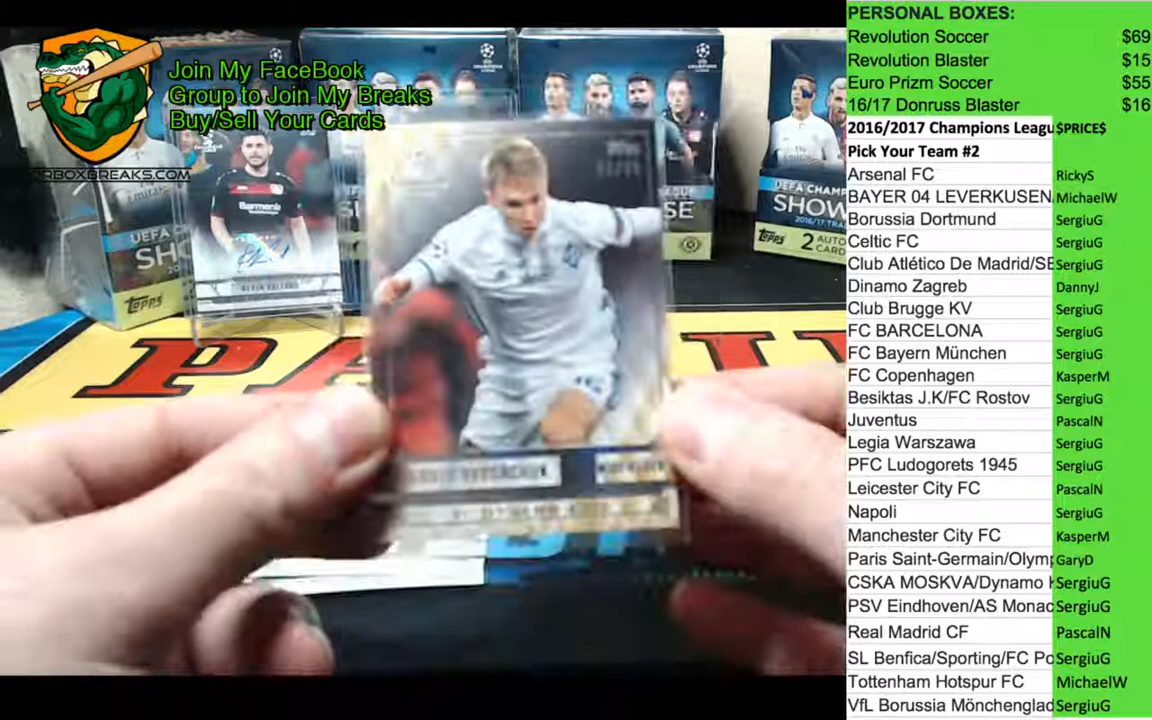 Join My FaceBook
Group to Join My Breaks
Buy/Sell Your Cards
PERSONAL BOXES:
Revolution Soccer $69
Revolution Blaster $15
Euro Prizm Soccer $55
16/17 Donruss Blaster $16
2016/2017 Champions Leagu $PRICE$
Pick Your Team #2
Arsenal FC RickyS
BAYER 04 LEVERKUSEN MichaelW
Borussia Dortmund SergiuG
Celtic FC SergiuG
Club Atlético De Madrid/SE SergiuG
Dinamo Zagreb DannyJ
Club Brugge KV SergiuG
FC BARCELONA SergiuG
FC Bayern München SergiuG
FC Copenhagen KasperM
Besiktas J.K/FC Rostov SergiuG
Juventus PascalN
Legia Warszawa SergiuG
PFC Ludogorets 1945 SergiuG
Leicester City FC PascalN
Napoli SergiuG
Manchester City FC KasperM
Paris Saint-Germain/Olymp GaryD
CSKA MOSKVA/Dynamo K SergiuG
PSV Eindhoven/AS Monac SergiuG
Real Madrid CF PascalN
SL Benfica/Sporting/FC Po SergiuG
Tottenham Hotspur FC MichaelW
VfL Borussia Mönchenglad SergiuG
UEFA CHAMP
SHOW
2016/17
TOPPS
2 AUTO
CARD
UEFA
SH
TOPPS
KEVIN VOLLAND